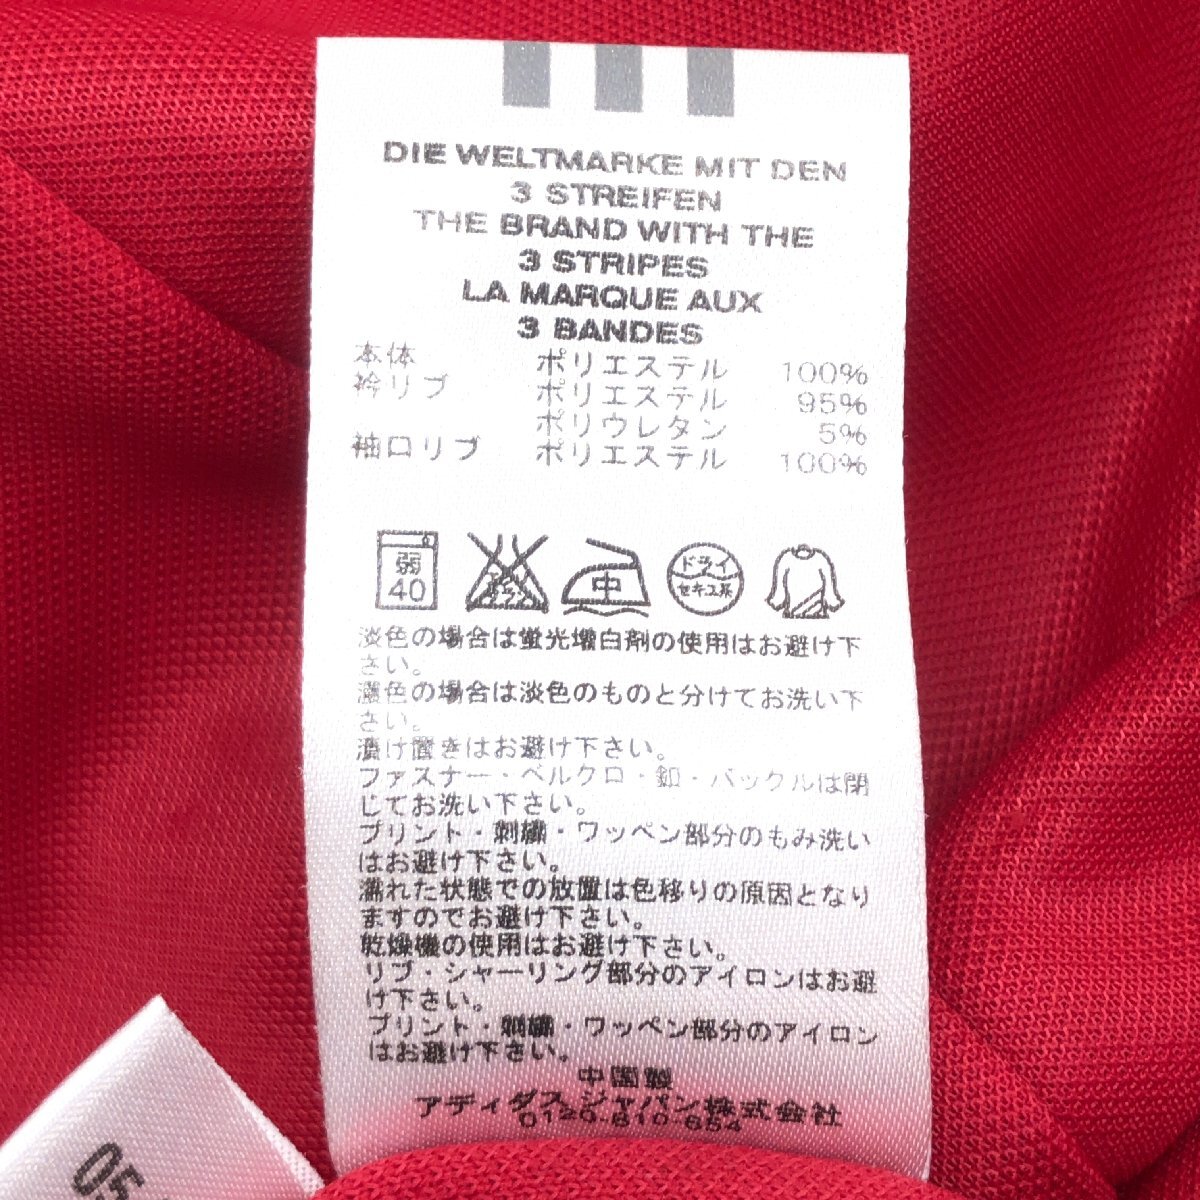 DIE WELTMARKE MIT DEN
3 STREIFEN
THE BRAND WITH THE
3 STRIPES
LA MARQUE AUX
3 BANDES
本体 ポリエステル 100%
衿リブ ポリエステル 95%
ポリウレタン 5%
袖口リブ ポリエステル 100%
弱
40
中
ドライ
セキユ系
淡色の場合は蛍光増白剤の使用はお避け下
さい。
濃色の場合は淡色のものと分けてお洗い下
さい。
漬け置きはお避け下さい。
ファスナー・ベルクロ・釦・バックルは閉
じてお洗い下さい。
プリント・刺繍・ワッペン部分のもみ洗い
はお避け下さい。
濡れた状態での放置は色移りの原因となり
ますのでお避け下さい。
乾燥機の使用はお避け下さい。
リブ・シャーリング部分のアイロンはお避
け下さい。
プリント・刺繍・ワッペン部分のアイロン
はお避け下さい。
中国製
アディダス ジャパン株式会社
0120-810-654
05